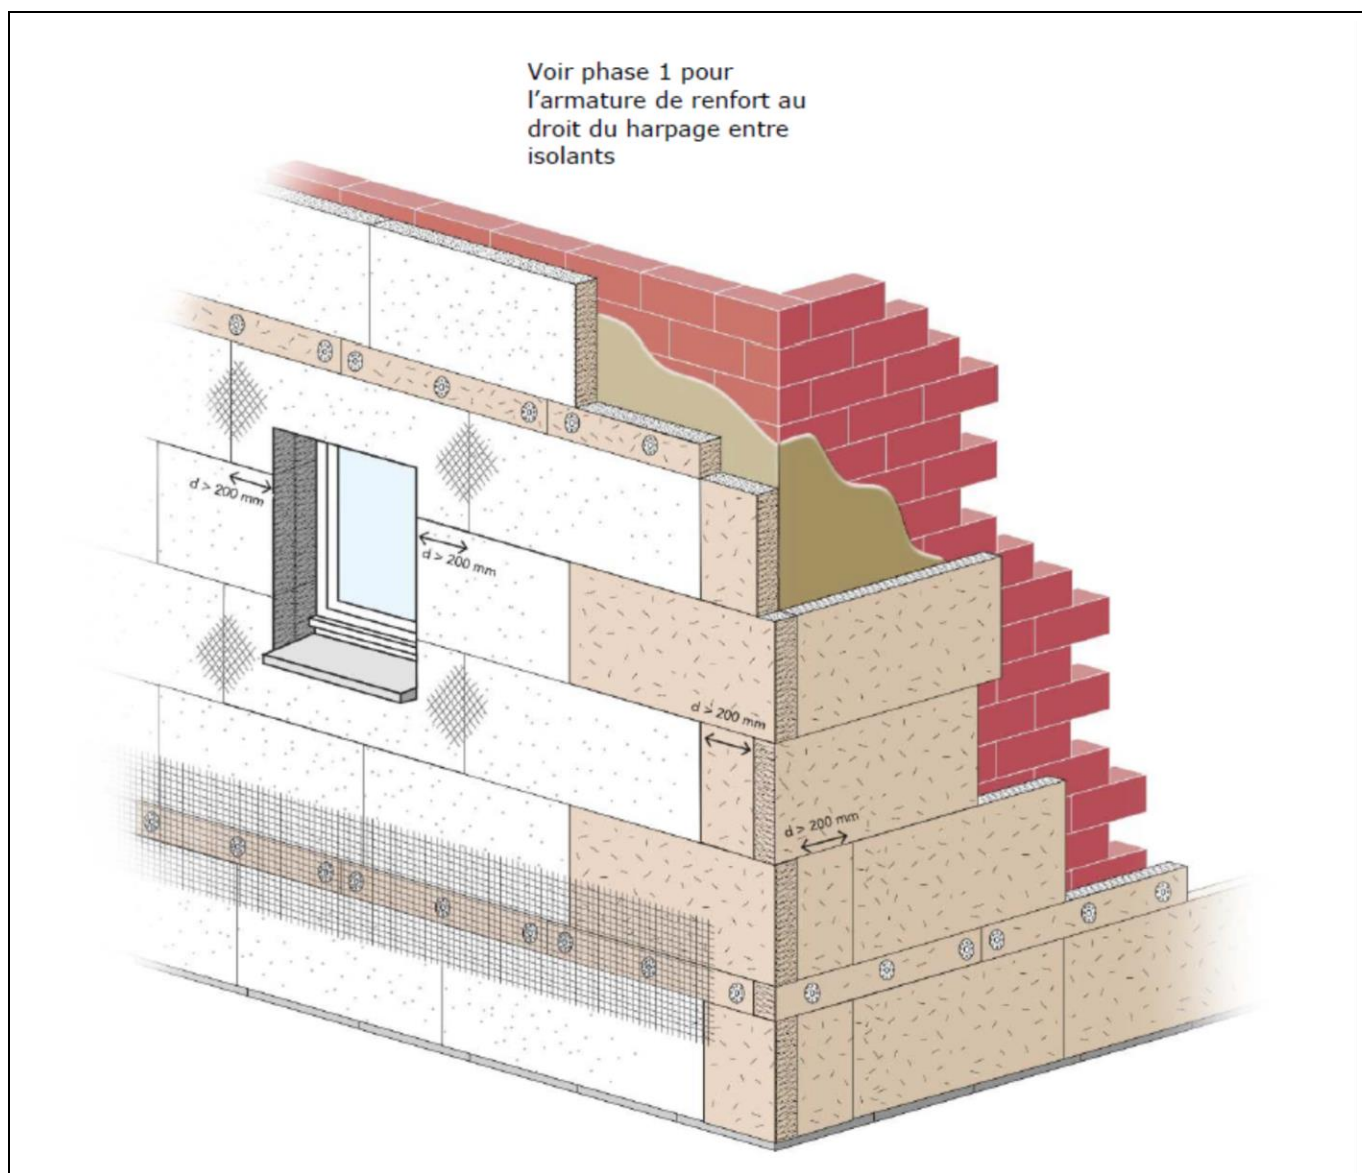 Voir phase 1 pour
l’armature de renfort au
droit du harpage entre
isolants
d > 200 mm
d > 200 mm
d > 200 mm
d > 200 mm